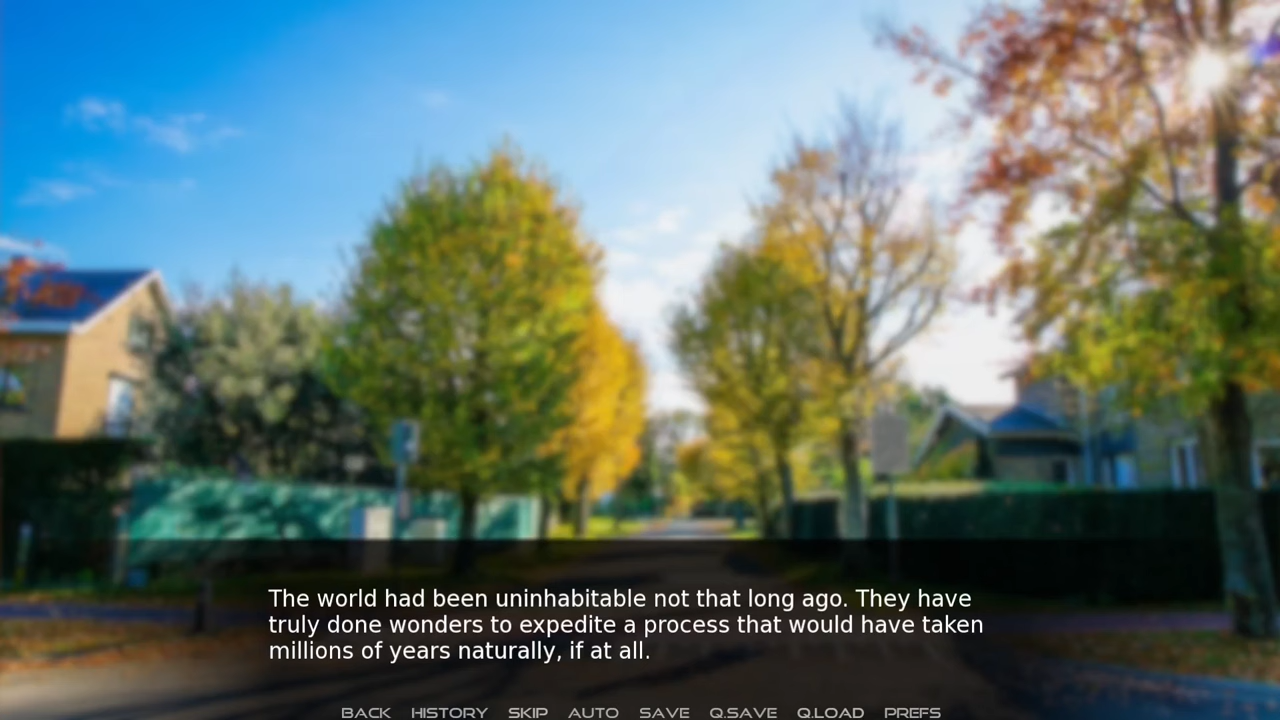 The world had been uninhabitable not that long ago. They have
truly done wonders to expedite a process that would have taken
millions of years naturally, if at all.
BACK HISTORY SKIP AUTO SAVE Q.SAVE Q.LOAD PREFS